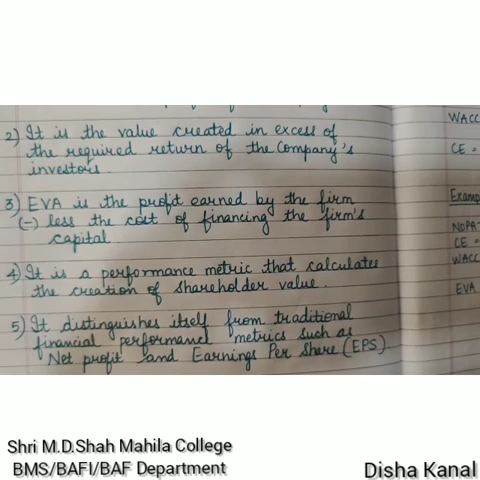 2) It is the value created in excess of
the required return of the Company's
investors.
3) EVA is the profit earned by the firm
(-) less the cost of financing the firm's
capital.
4) It is a performance metric that calculates
the creation of shareholder value.
5) It distinguishes itself from traditional
financial performance metrics such as
Net profit and Earnings Per Share (EPS)
WACC
CE =
Examp
NOPA
CE =
WACC
EVA
Shri M.D.Shah Mahila College
BMS/BAFI/BAF Department
Disha Kanal